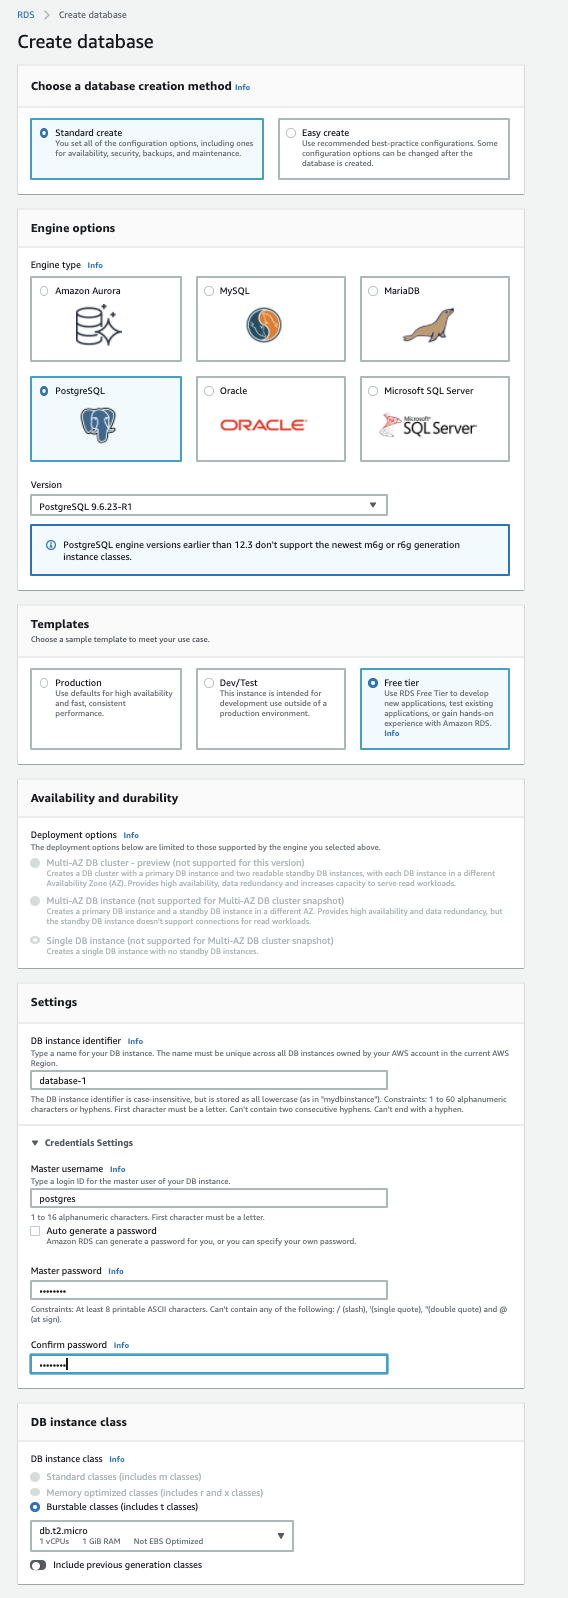 RDS > Create database
Create database
Choose a database creation method Info
Standard create
You set all of the configuration options, including ones
for availability, security, backups, and maintenance.
Easy create
Use recommended best-practice configurations. Some
configuration options can be changed after the
database is created.
Engine options
Engine type Info
Amazon Aurora
MySQL
MariaDB
PostgreSQL
Oracle
ORACLE
Microsoft SQL Server
Microsoft
SQL Server
Version
PostgreSQL 9.6.23-R1
PostgreSQL engine versions earlier than 12.3 don't support the newest m6g or r6g generation
instance classes.
Templates
Choose a sample template to meet your use case.
Production
Use defaults for high availability
and fast, consistent
performance.
Dev/Test
This instance is intended for
development use outside of a
production environment.
Free tier
Use RDS Free Tier to develop
new applications, test existing
applications, or gain hands-on
experience with Amazon RDS.
Info
Availability and durability
Deployment options Info
The deployment options below are limited to those supported by the engine you selected above.
Multi-AZ DB cluster - preview (not supported for this version)
Creates a DB cluster with a primary DB instance and two readable standby DB instances, with each DB instance in a different
Availability Zone (AZ). Provides high availability, data redundancy and increases capacity to serve read workloads.
Multi-AZ DB instance (not supported for Multi-AZ DB cluster snapshot)
Creates a primary DB instance and a standby DB instance in a different AZ. Provides high availability and data redundancy, but
the standby DB instance doesn't support connections for read workloads.
Single DB instance (not supported for Multi-AZ DB cluster snapshot)
Creates a single DB instance with no standby DB instances.
Settings
DB instance identifier Info
Type a name for your DB instance. The name must be unique across all DB instances owned by your AWS account in the current AWS
Region.
database-1
The DB instance identifier is case-insensitive, but is stored as all lowercase (as in "mydbinstance"). Constraints: 1 to 60 alphanumeric
characters or hyphens. First character must be a letter. Can't contain two consecutive hyphens. Can't end with a hyphen.
Credentials Settings
Master username Info
Type a login ID for the master user of your DB instance.
postgres
1 to 16 alphanumeric characters. First character must be a letter.
Auto generate a password
Amazon RDS can generate a password for you, or you can specify your own password.
Master password Info
••••••••
Constraints: At least 8 printable ASCII characters. Can't contain any of the following: / (slash), '(single quote), "(double quote) and @
(at sign).
Confirm password Info
••••••••
DB instance class
DB instance class Info
Standard classes (includes m classes)
Memory optimized classes (includes r and x classes)
Burstable classes (includes t classes)
db.t2.micro
1 vCPUs 1 GiB RAM Not EBS Optimized
Include previous generation classes